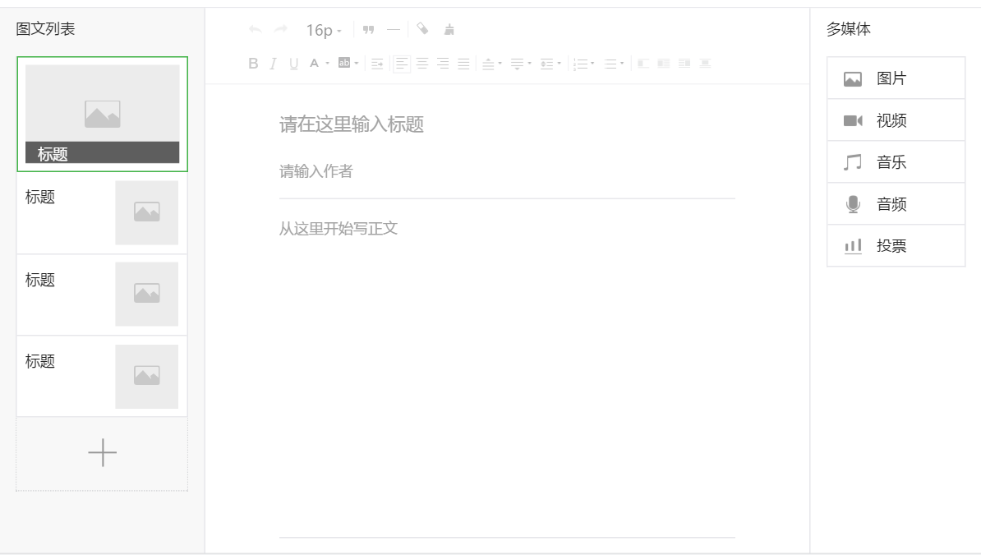 图文列表
标题
标题
标题
标题
16p
B I U A ab
请在这里输入标题
请输入作者
从这里开始写正文
多媒体
图片
视频
音乐
音频
投票